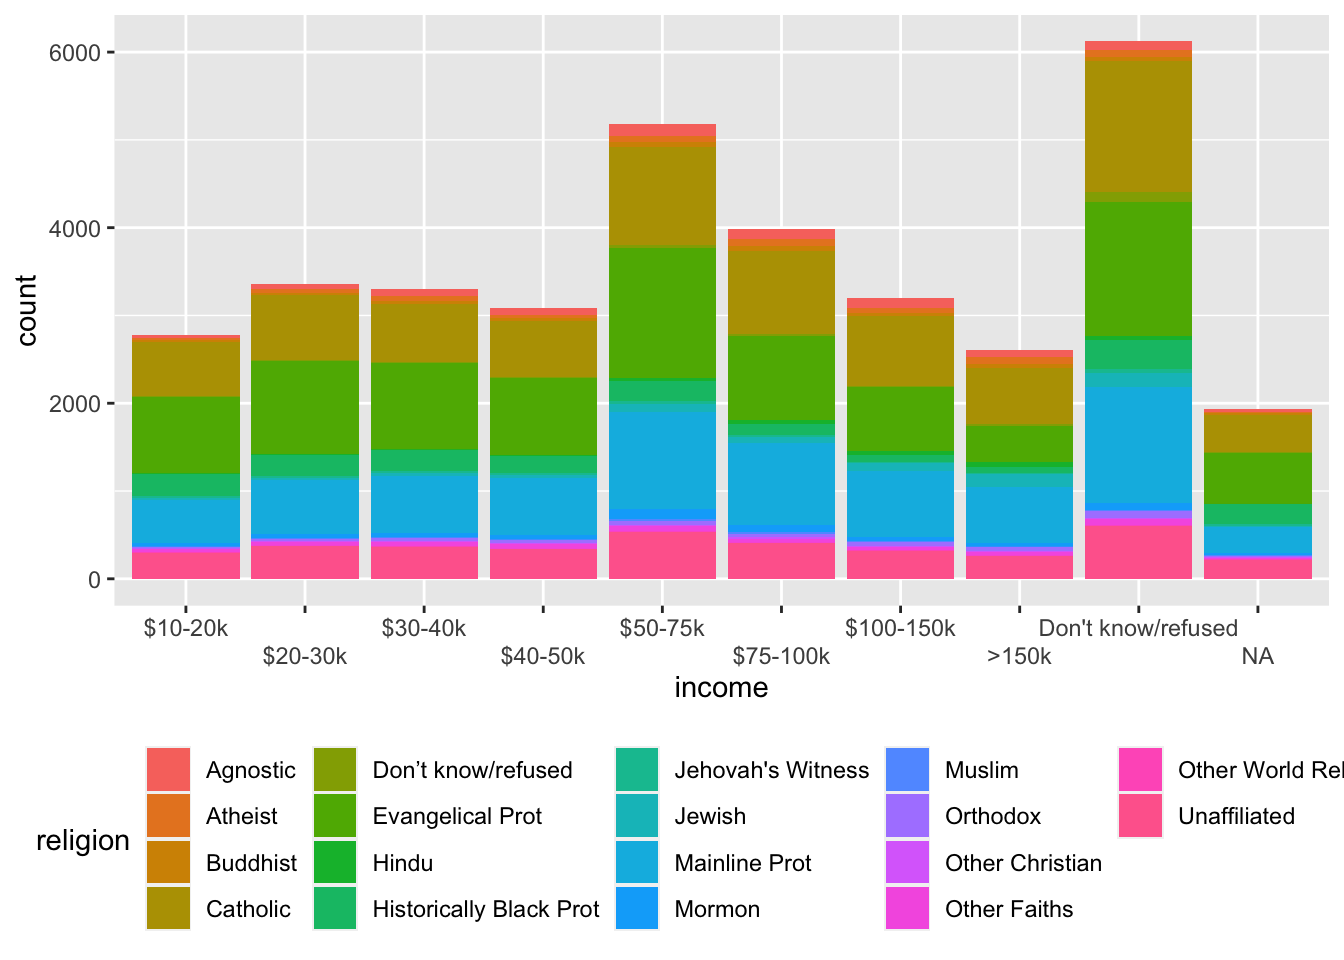 6000
4000
2000
0
count
$10-20k
$30-40k
$50-75k
$100-150k
Don't know/refused
$20-30k
$40-50k
$75-100k
>150k
NA
income
religion
Agnostic
Atheist
Buddhist
Catholic
Don’t know/refused
Evangelical Prot
Hindu
Historically Black Prot
Jehovah's Witness
Jewish
Mainline Prot
Mormon
Muslim
Orthodox
Other Christian
Other Faiths
Other World Rel
Unaffiliated